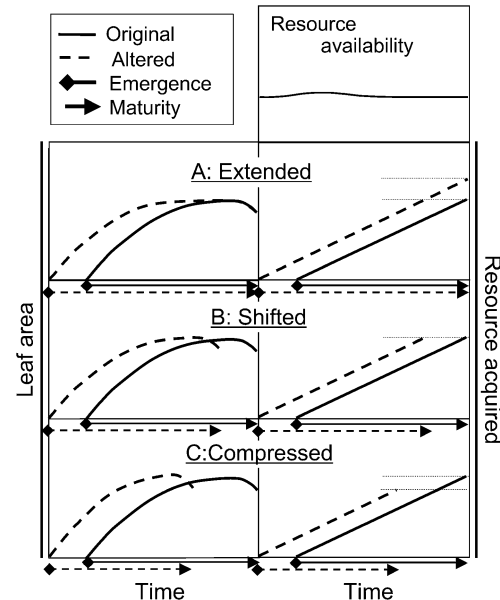 Original
Altered
Emergence
Maturity
Resource
availability
A: Extended
B: Shifted
C:Compressed
Leaf area
Resource acquired
Time
Time